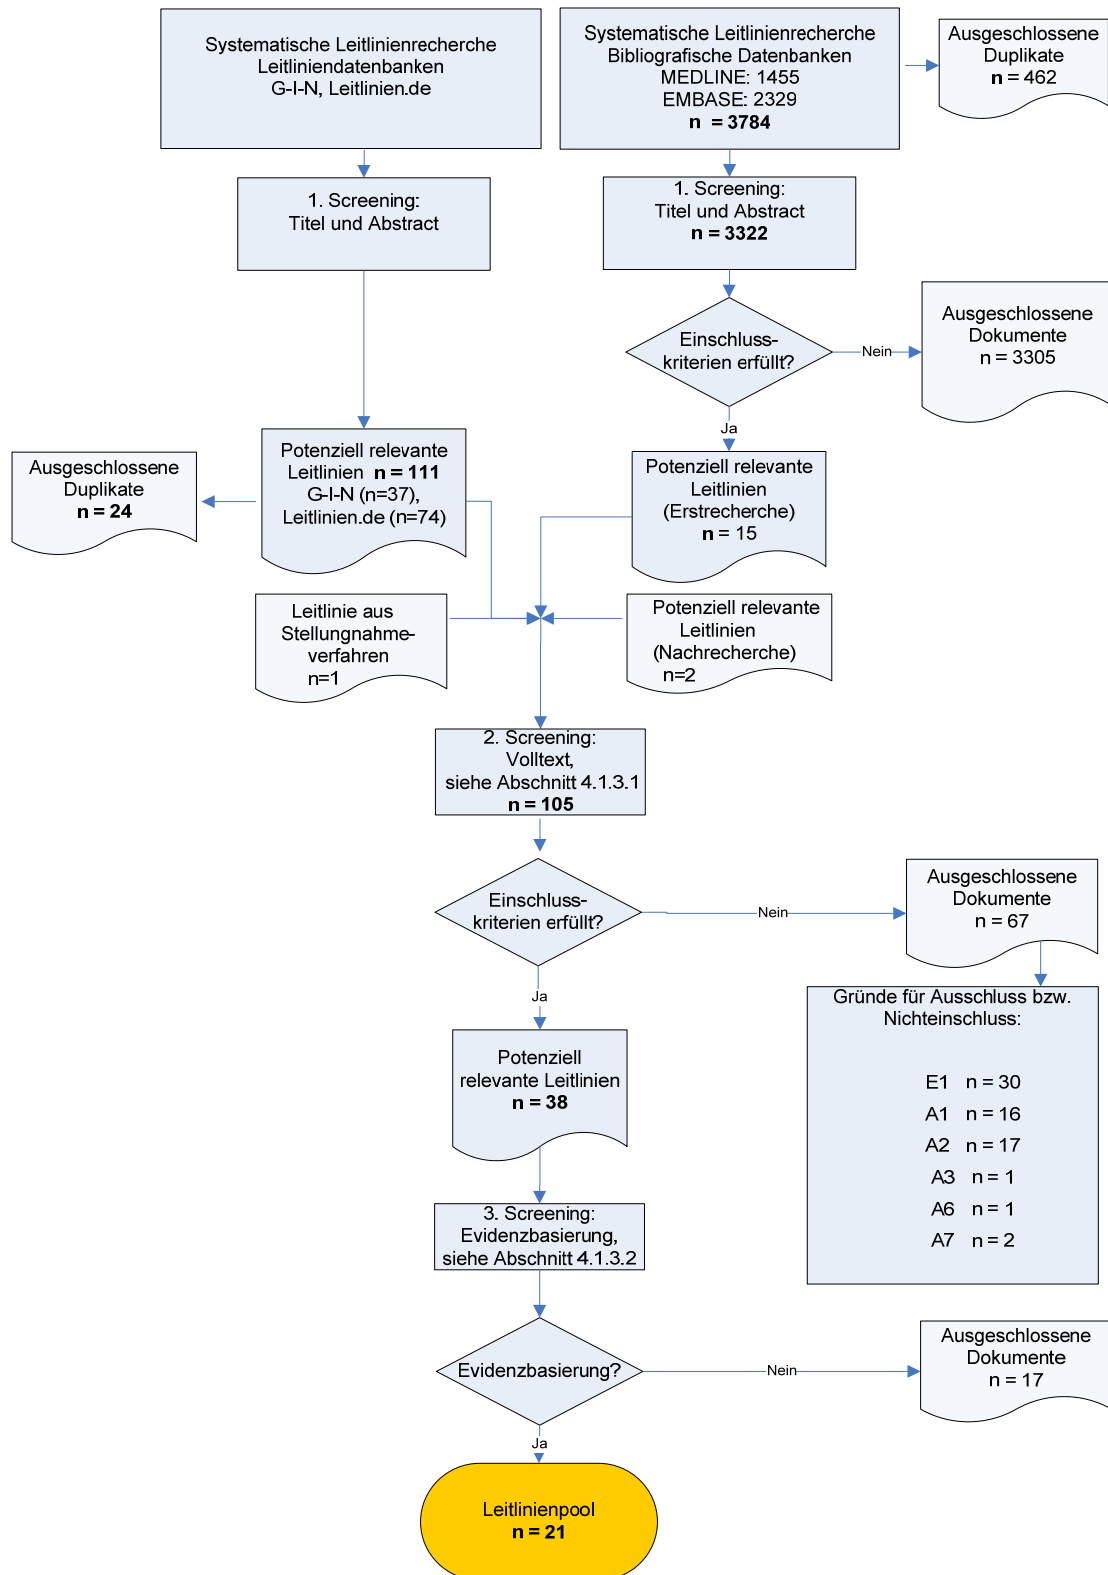 Systematische Leitlinienrecherche
Leitliniendatenbanken
G-I-N, Leitlinien.de
Systematische Leitlinienrecherche
Bibliografische Datenbanken
MEDLINE: 1455
EMBASE: 2329
n = 3784
Ausgeschlossene
Duplikate
n = 462
1. Screening:
Titel und Abstract
1. Screening:
Titel und Abstract
n = 3322
Einschluss-
kriterien erfüllt?
Nein
Ausgeschlossene
Dokumente
n = 3305
Ja
Ausgeschlossene
Duplikate
n = 24
Potenziell relevante
Leitlinien n = 111
G-I-N (n=37),
Leitlinien.de (n=74)
Potenziell relevante
Leitlinien
(Erstrecherche)
n = 15
Leitlinie aus
Stellungnahme-
verfahren
n=1
Potenziell relevante
Leitlinien
(Nachrecherche)
n=2
2. Screening:
Volltext,
siehe Abschnitt 4.1.3.1
n = 105
Einschluss-
kriterien erfüllt?
Nein
Ausgeschlossene
Dokumente
n = 67
Ja
Gründe für Ausschluss bzw.
Nichteinschluss:
E1 n = 30
A1 n = 16
A2 n = 17
A3 n = 1
A6 n = 1
A7 n = 2
Potenziell
relevante Leitlinien
n = 38
3. Screening:
Evidenzbasierung,
siehe Abschnitt 4.1.3.2
Evidenzbasierung?
Nein
Ausgeschlossene
Dokumente
n = 17
Ja
Leitlinienpool
n = 21